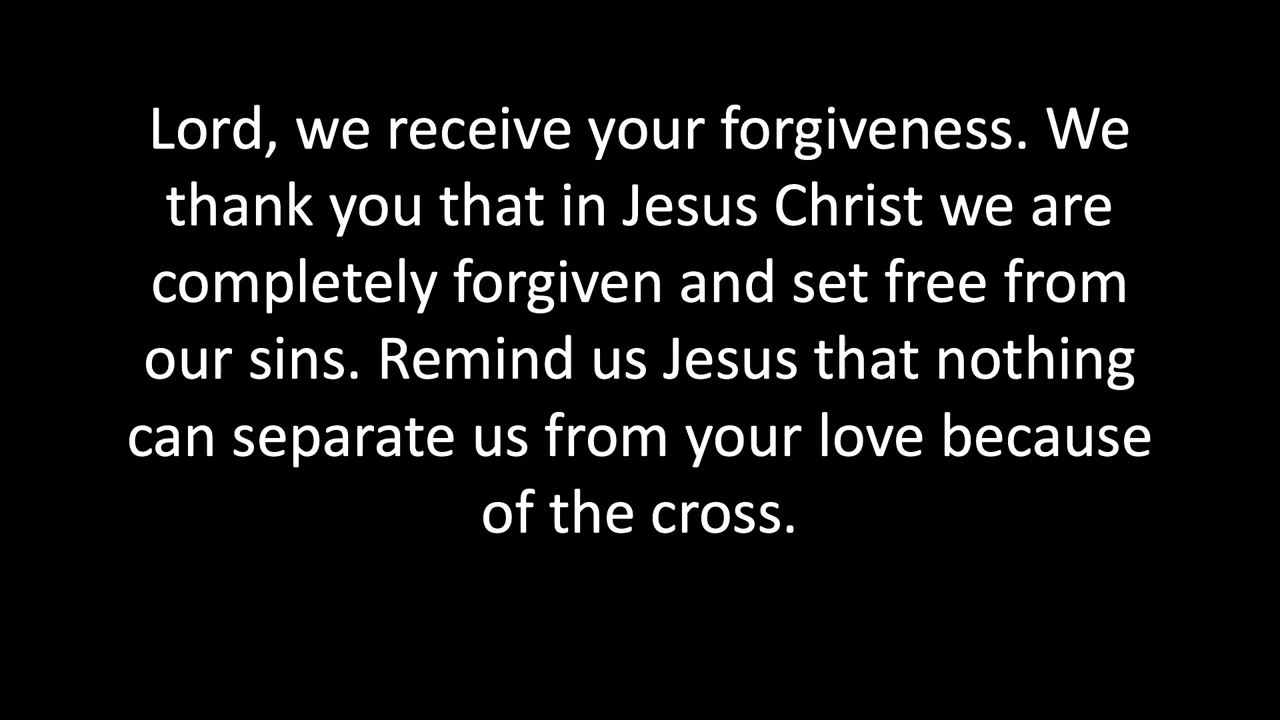 Lord, we receive your forgiveness. We
thank you that in Jesus Christ we are
completely forgiven and set free from
our sins. Remind us Jesus that nothing
can separate us from your love because
of the cross.